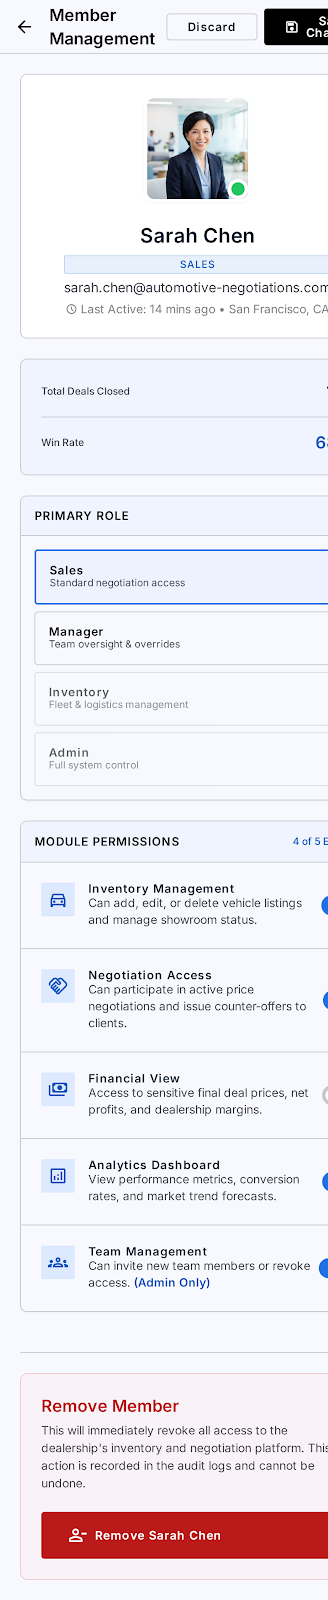 Member
Management
Discard
Sarah Chen
SALES
sarah.chen@automotive-negotiations.com
Last Active: 14 mins ago • San Francisco, CA
Total Deals Closed
Win Rate
PRIMARY ROLE
Sales
Standard negotiation access
Manager
Team oversight & overrides
Inventory
Fleet & logistics management
Admin
Full system control
MODULE PERMISSIONS
4 of 5 E
Inventory Management
Can add, edit, or delete vehicle listings
and manage showroom status.
Negotiation Access
Can participate in active price
negotiations and issue counter-offers to
clients.
Financial View
Access to sensitive final deal prices, net
profits, and dealership margins.
Analytics Dashboard
View performance metrics, conversion
rates, and market trend forecasts.
Team Management
Can invite new team members or revoke
access. (Admin Only)
Remove Member
This will immediately revoke all access to the
dealership's inventory and negotiation platform. This
action is recorded in the audit logs and cannot be
undone.
Remove Sarah Chen